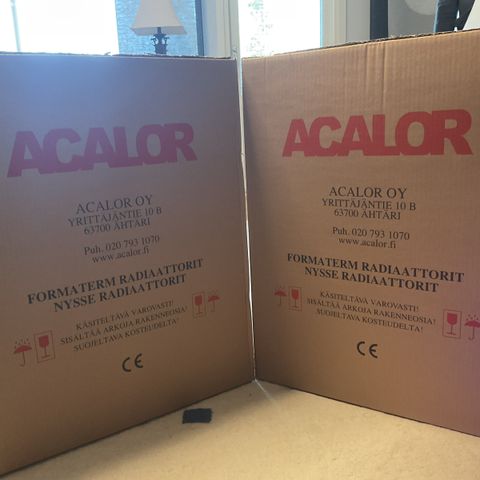 ACALOR
ACALOR OY
YRITTÄJÄNTIE 10 B
63700 ÄHTÄRI
Puh. 020 793 1070
www.acalor.fi
FORMATERM RADIAATTORIT
NYSSE RADIAATTORIT
KÄSITELTÄVÄ VAROVASTI!
SISÄLTÄÄ ARKOJA RAKENNEOSIA!
SUOJELTAVA KOSTEUDELTA!
CE
ACALOR
ACALOR OY
YRITTÄJÄNTIE 10 B
63700 ÄHTÄRI
Puh. 020 793 1070
www.acalor.fi
FORMATERM RADIAATTORIT
NYSSE RADIAATTORIT
KÄSITELTÄVÄ VAROVASTI!
SISÄLTÄÄ ARKOJA RAKENNEOSIA!
SUOJELTAVA KOSTEUDELTA!
CE